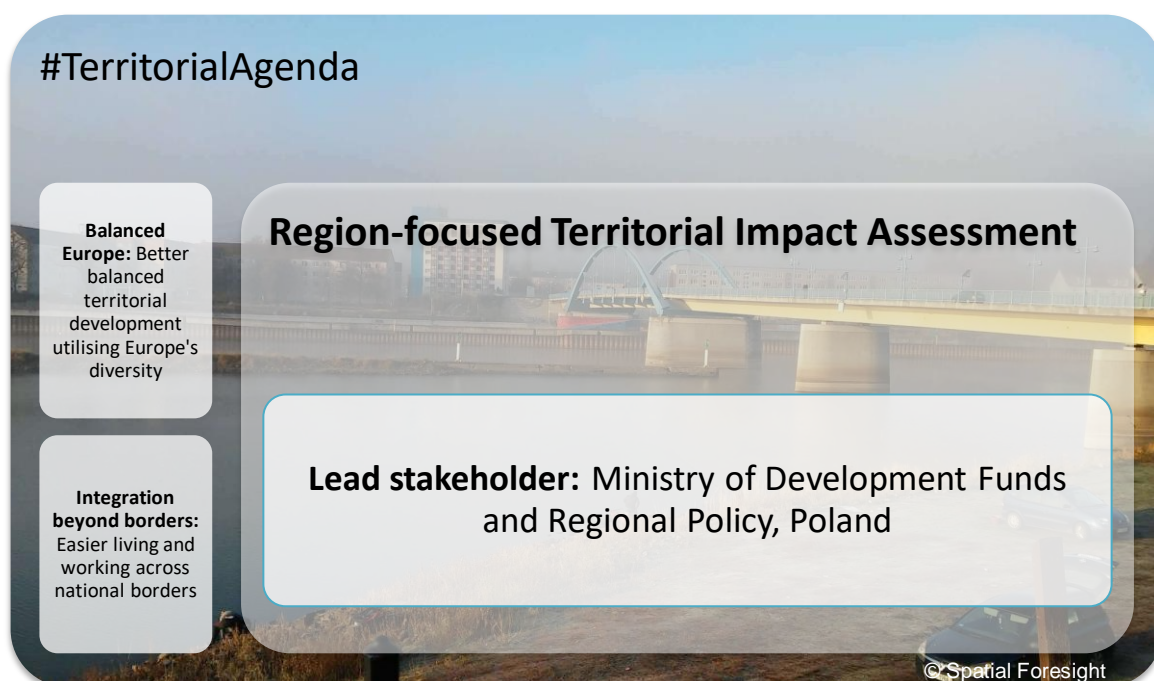 #TerritorialAgenda
Balanced
Europe: Better
balanced
territorial
development
utilising Europe's
diversity
Region-focused Territorial Impact Assessment
Integration
beyond borders:
Easier living and
working across
national borders
Lead stakeholder: Ministry of Development Funds
and Regional Policy, Poland
© Spatial Foresight